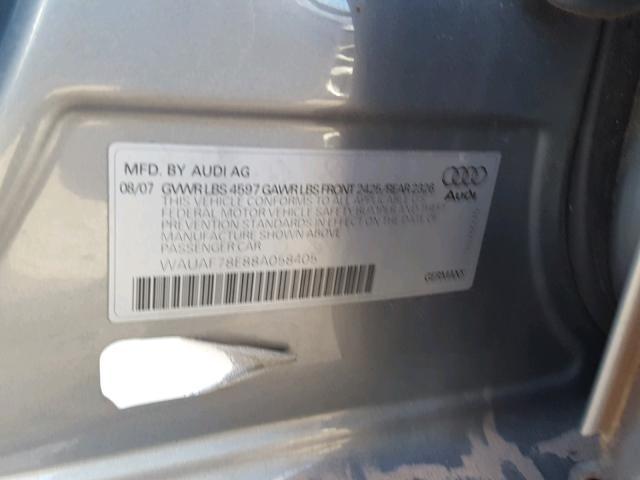 MFD. BY AUDI AG
08/07 GVWR LBS 4597 GAWR LBS FRONT 2425/REAR 2326
THIS VEHICLE CONFORMS TO ALL APPLICABLE US
FEDERAL MOTOR VEHICLE SAFETY BUMPER AND THEFT
PREVENTION STANDARDS IN EFFECT ON THE DATE OF
MANUFACTURE SHOWN ABOVE
PASSENGER CAR
WAUAF78E88A058405
Audi
GERMANY